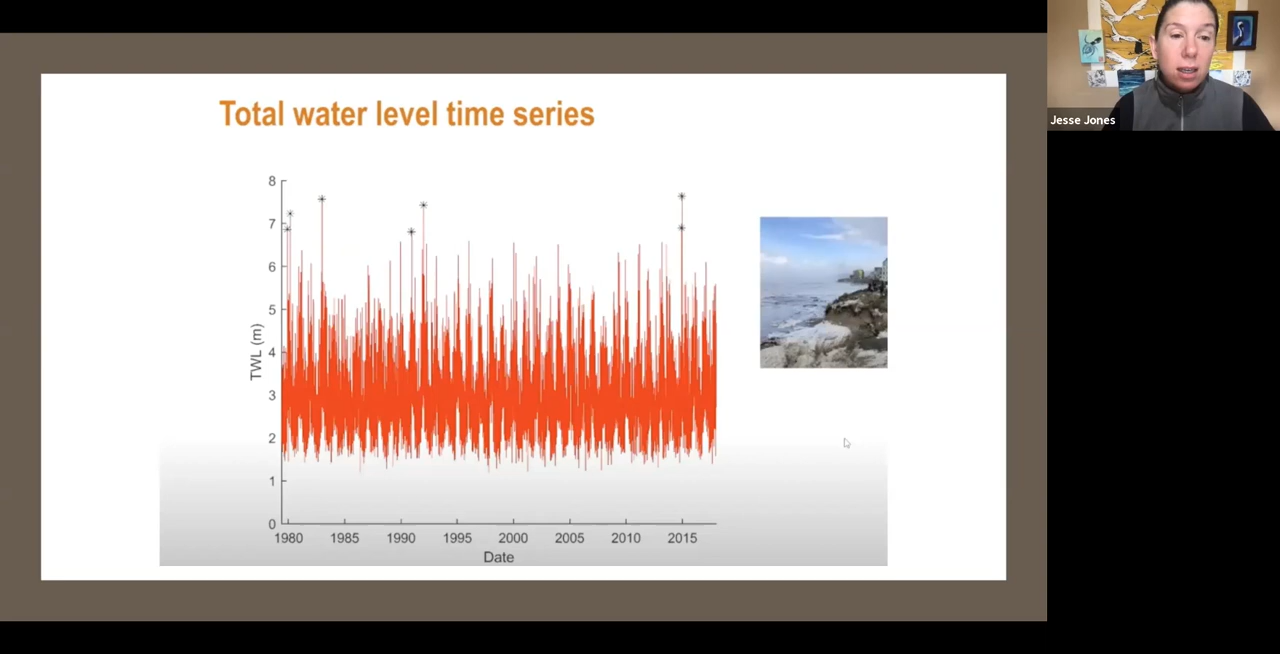 Total water level time series
8
7
6
5
4
3
2
1
0
TWL (m)
1980 1985 1990 1995 2000 2005 2010 2015
Date
Jesse Jones